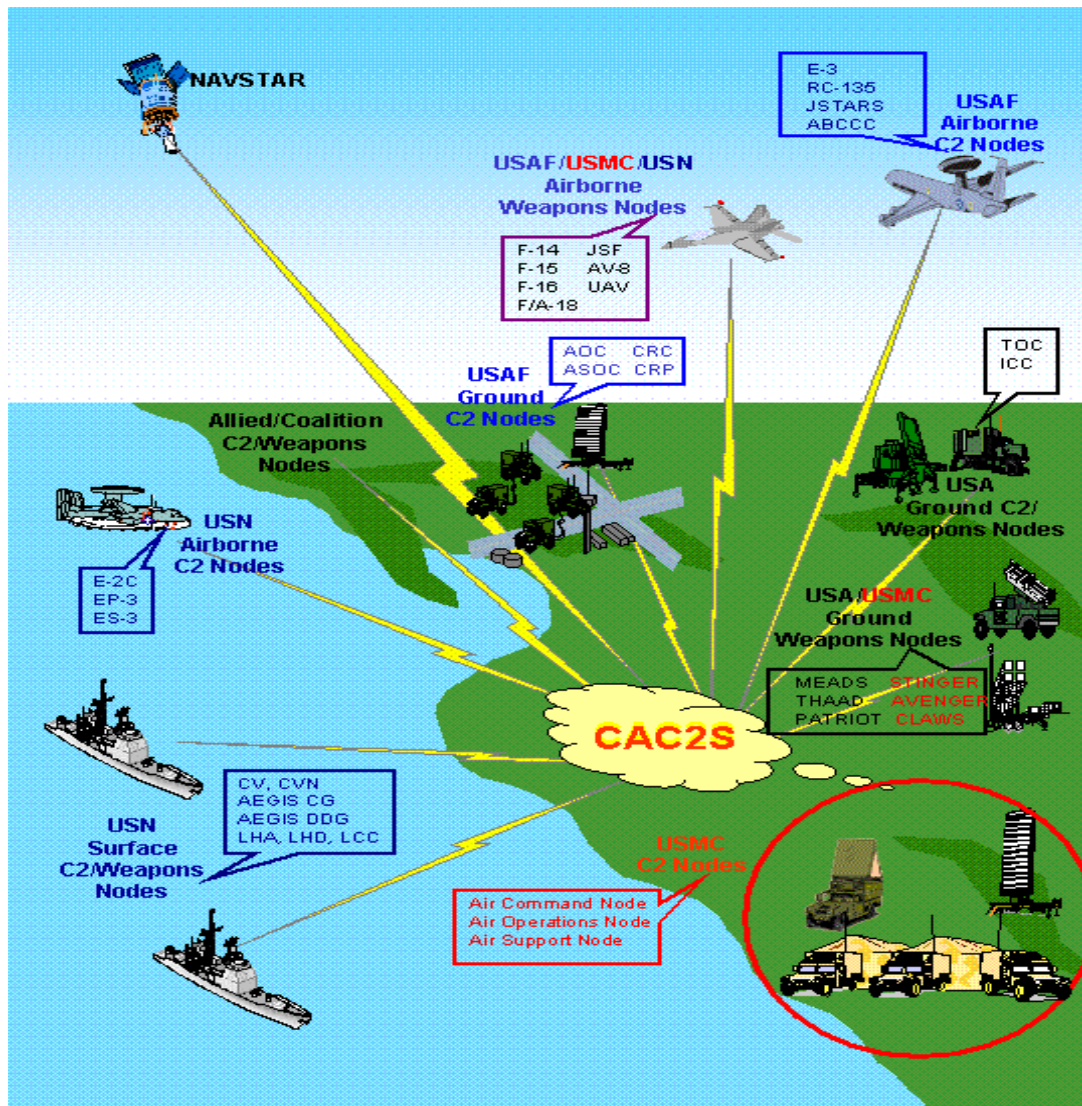 NAVSTAR
E-3
RC-135
JSTARS
ABCCC
USAF
Airborne
C2 Nodes
USAF/USMC/USN
Airborne
Weapons Nodes
F-14 JSF
F-15 AV-8
F-16 UAV
F/A-18
AOC CRC
ASOC CRP
USAF
Ground
C2 Nodes
TOC
ICC
Allied/Coalition
C2/Weapons
Nodes
USA
Ground C2/
Weapons Nodes
USN
Airborne
C2 Nodes
E-2C
EP-3
ES-3
USA/USMC
Ground
Weapons Nodes
MEADS STINGER
THAAD AVENGER
PATRIOT CLAWS
CAC2S
CV, CVN
AEGIS CG
AEGIS DDG
LHA, LHD, LCC
USN
Surface
C2/Weapons
Nodes
USMC
C2 Nodes
Air Command Node
Air Operations Node
Air Support Node